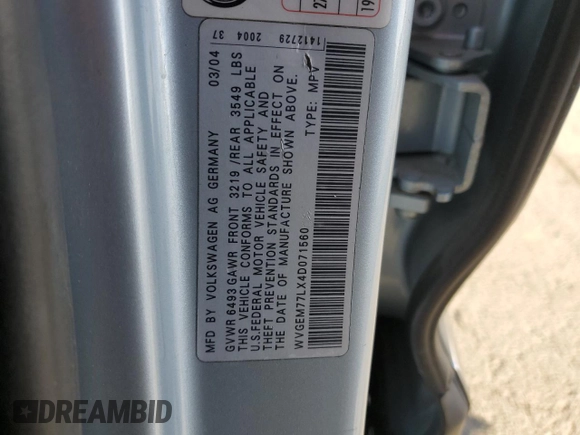 MFD BY VOLKSWAGEN AG GERMANY 03/04
GVWR 6493 GAWR FRONT 3219 /REAR 3549 LBS
THIS VEHICLE CONFORMS TO ALL APPLICABLE
U.S.FEDERAL MOTOR VEHICLE SAFETY AND
THEFT PREVENTION STANDARDS IN EFFECT ON
THE DATE OF MANUFACTURE SHOWN ABOVE.
WVGEM77LX4D071560 TYPE: MPV
2004 37
1412729
DREAMBID